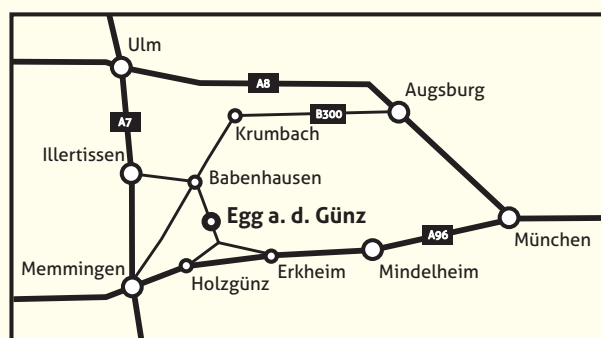 Ulm
A8
Augsburg
A7
B300
Krumbach
Illertissen
Babenhausen
Egg a. d. Günz
A96
München
Memmingen
Holzgünz
Erkheim
Mindelheim